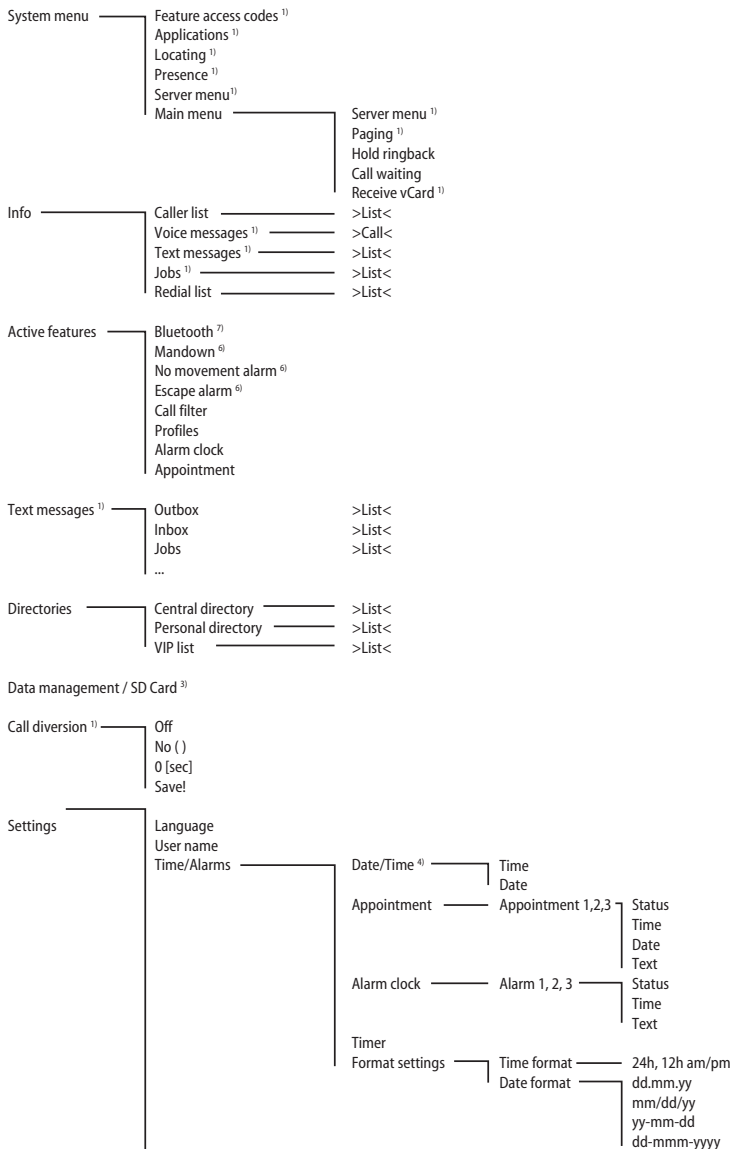 System menu Feature access codes 1)
Applications 1)
Locating 1)
Presence 1)
Server menu1)
Main menu Server menu 1)
Paging 1)
Hold ringback
Call waiting
Receive vCard 1)
Info Caller list >List<
Voice messages 1) >Call<
Text messages 1) >List<
Jobs 1) >List<
Redial list >List<
Active features Bluetooth 7)
Mandown 6)
No movement alarm 6)
Escape alarm 6)
Call filter
Profiles
Alarm clock
Appointment
Text messages 1) Outbox >List<
Inbox >List<
Jobs >List<
...
Directories Central directory >List<
Personal directory >List<
VIP list >List<
Data management / SD Card 3)
Call diversion 1) Off
No ( )
0 [sec]
Save!
Settings Language
User name
Time/Alarms Date/Time 4) Time
Date
Appointment Appointment 1,2,3 Status
Time
Date
Text
Alarm clock Alarm 1, 2, 3 Status
Time
Text
Timer
Format settings Time format 24h, 12h am/pm
Date format dd.mm.yy
mm/dd/yy
yy-mm-dd
dd-mmm-yyyy